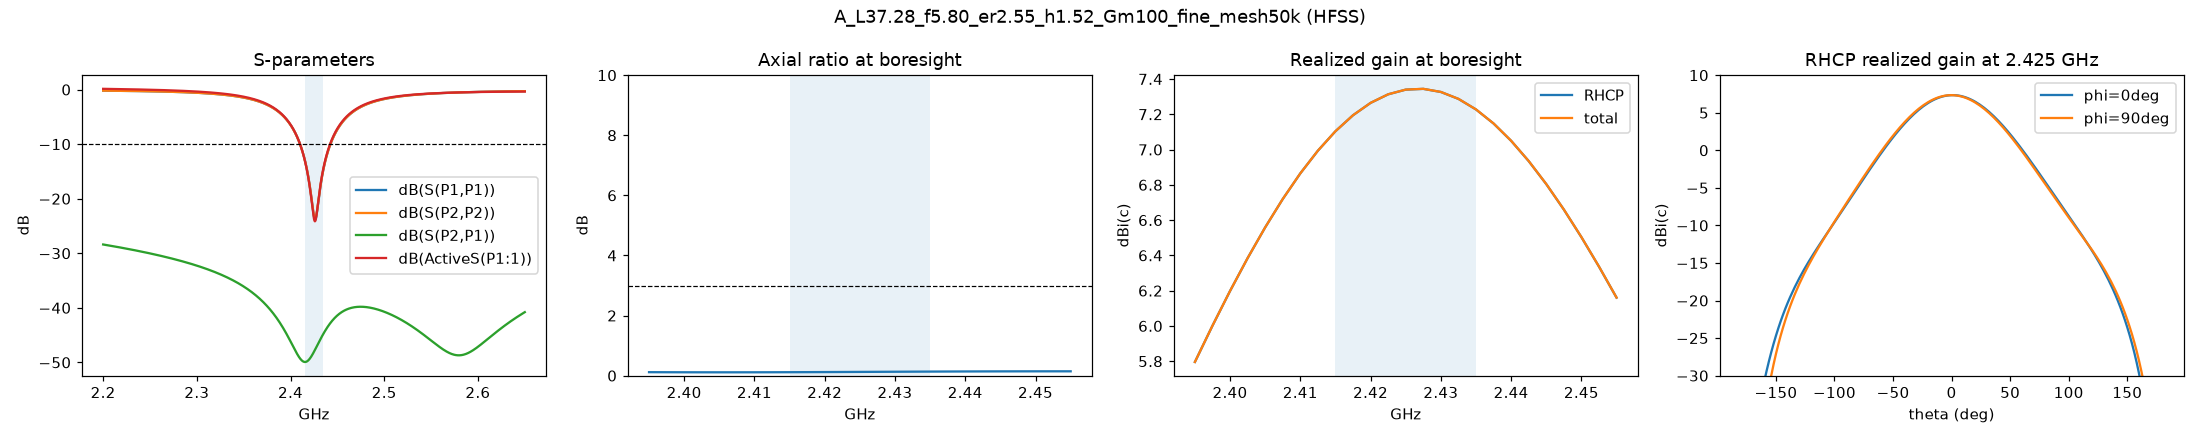 A_L37.28_f5.80_er2.55_h1.52_Gm100_fine_mesh50k (HFSS)
S-parameters
0
−10
−20
−30
−40
−50
dB
2.2 2.3 2.4 2.5 2.6
GHz
dB(S(P1,P1))
dB(S(P2,P2))
dB(S(P2,P1))
dB(ActiveS(P1:1))
Axial ratio at boresight
10
8
6
4
2
0
dB
2.40 2.41 2.42 2.43 2.44 2.45
GHz
Realized gain at boresight
7.4
7.2
7.0
6.8
6.6
6.4
6.2
6.0
5.8
dBi(c)
2.40 2.41 2.42 2.43 2.44 2.45
GHz
RHCP
total
RHCP realized gain at 2.425 GHz
10
5
0
−5
−10
−15
−20
−25
−30
dBi(c)
−150 −100 −50 0 50 100 150
theta (deg)
phi=0deg
phi=90deg